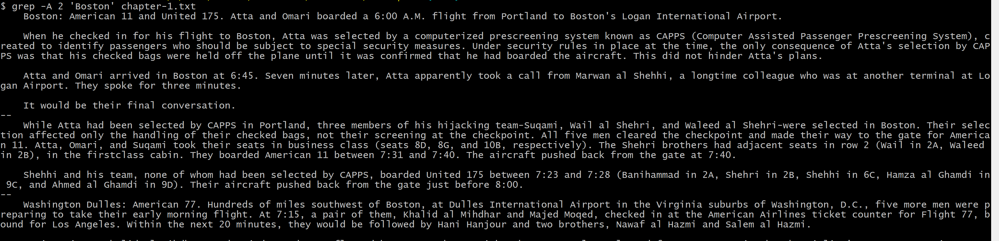 $ grep -A 2 'Boston' chapter-1.txt
    Boston: American 11 and United 175. Atta and Omari boarded a 6:00 A.M. flight from Portland to Boston's Logan International Airport.
    When he checked in for his flight to Boston, Atta was selected by a computerized prescreening system known as CAPPS (Computer Assisted Passenger Prescreening System), c
reated to identify passengers who should be subject to special security measures. Under security rules in place at the time, the only consequence of Atta's selection by CAP
PS was that his checked bags were held off the plane until it was confirmed that he had boarded the aircraft. This did not hinder Atta's plans.
    Atta and Omari arrived in Boston at 6:45. Seven minutes later, Atta apparently took a call from Marwan al Shehhi, a longtime colleague who was at another terminal at Lo
gan Airport. They spoke for three minutes.
    It would be their final conversation.
--
    While Atta had been selected by CAPPS in Portland, three members of his hijacking team-Suqami, Wail al Shehri, and Waleed al Shehri-were selected in Boston. Their selec
tion affected only the handling of their checked bags, not their screening at the checkpoint. All five men cleared the checkpoint and made their way to the gate for America
n 11. Atta, Omari, and Suqami took their seats in business class (seats 8D, 8G, and 10B, respectively). The Shehri brothers had adjacent seats in row 2 (Wail in 2A, Waleed
in 2B), in the firstclass cabin. They boarded American 11 between 7:31 and 7:40. The aircraft pushed back from the gate at 7:40.
    Shehhi and his team, none of whom had been selected by CAPPS, boarded United 175 between 7:23 and 7:28 (Banihammad in 2A, Shehri in 2B, Shehhi in 6C, Hamza al Ghamdi in
 9C, and Ahmed al Ghamdi in 9D). Their aircraft pushed back from the gate just before 8:00.
--
    Washington Dulles: American 77. Hundreds of miles southwest of Boston, at Dulles International Airport in the Virginia suburbs of Washington, D.C., five more men were p
reparing to take their early morning flight. At 7:15, a pair of them, Khalid al Mihdhar and Majed Moqed, checked in at the American Airlines ticket counter for Flight 77, b
ound for Los Angeles. Within the next 20 minutes, they would be followed by Hani Hanjour and two brothers, Nawaf al Hazmi and Salem al Hazmi.